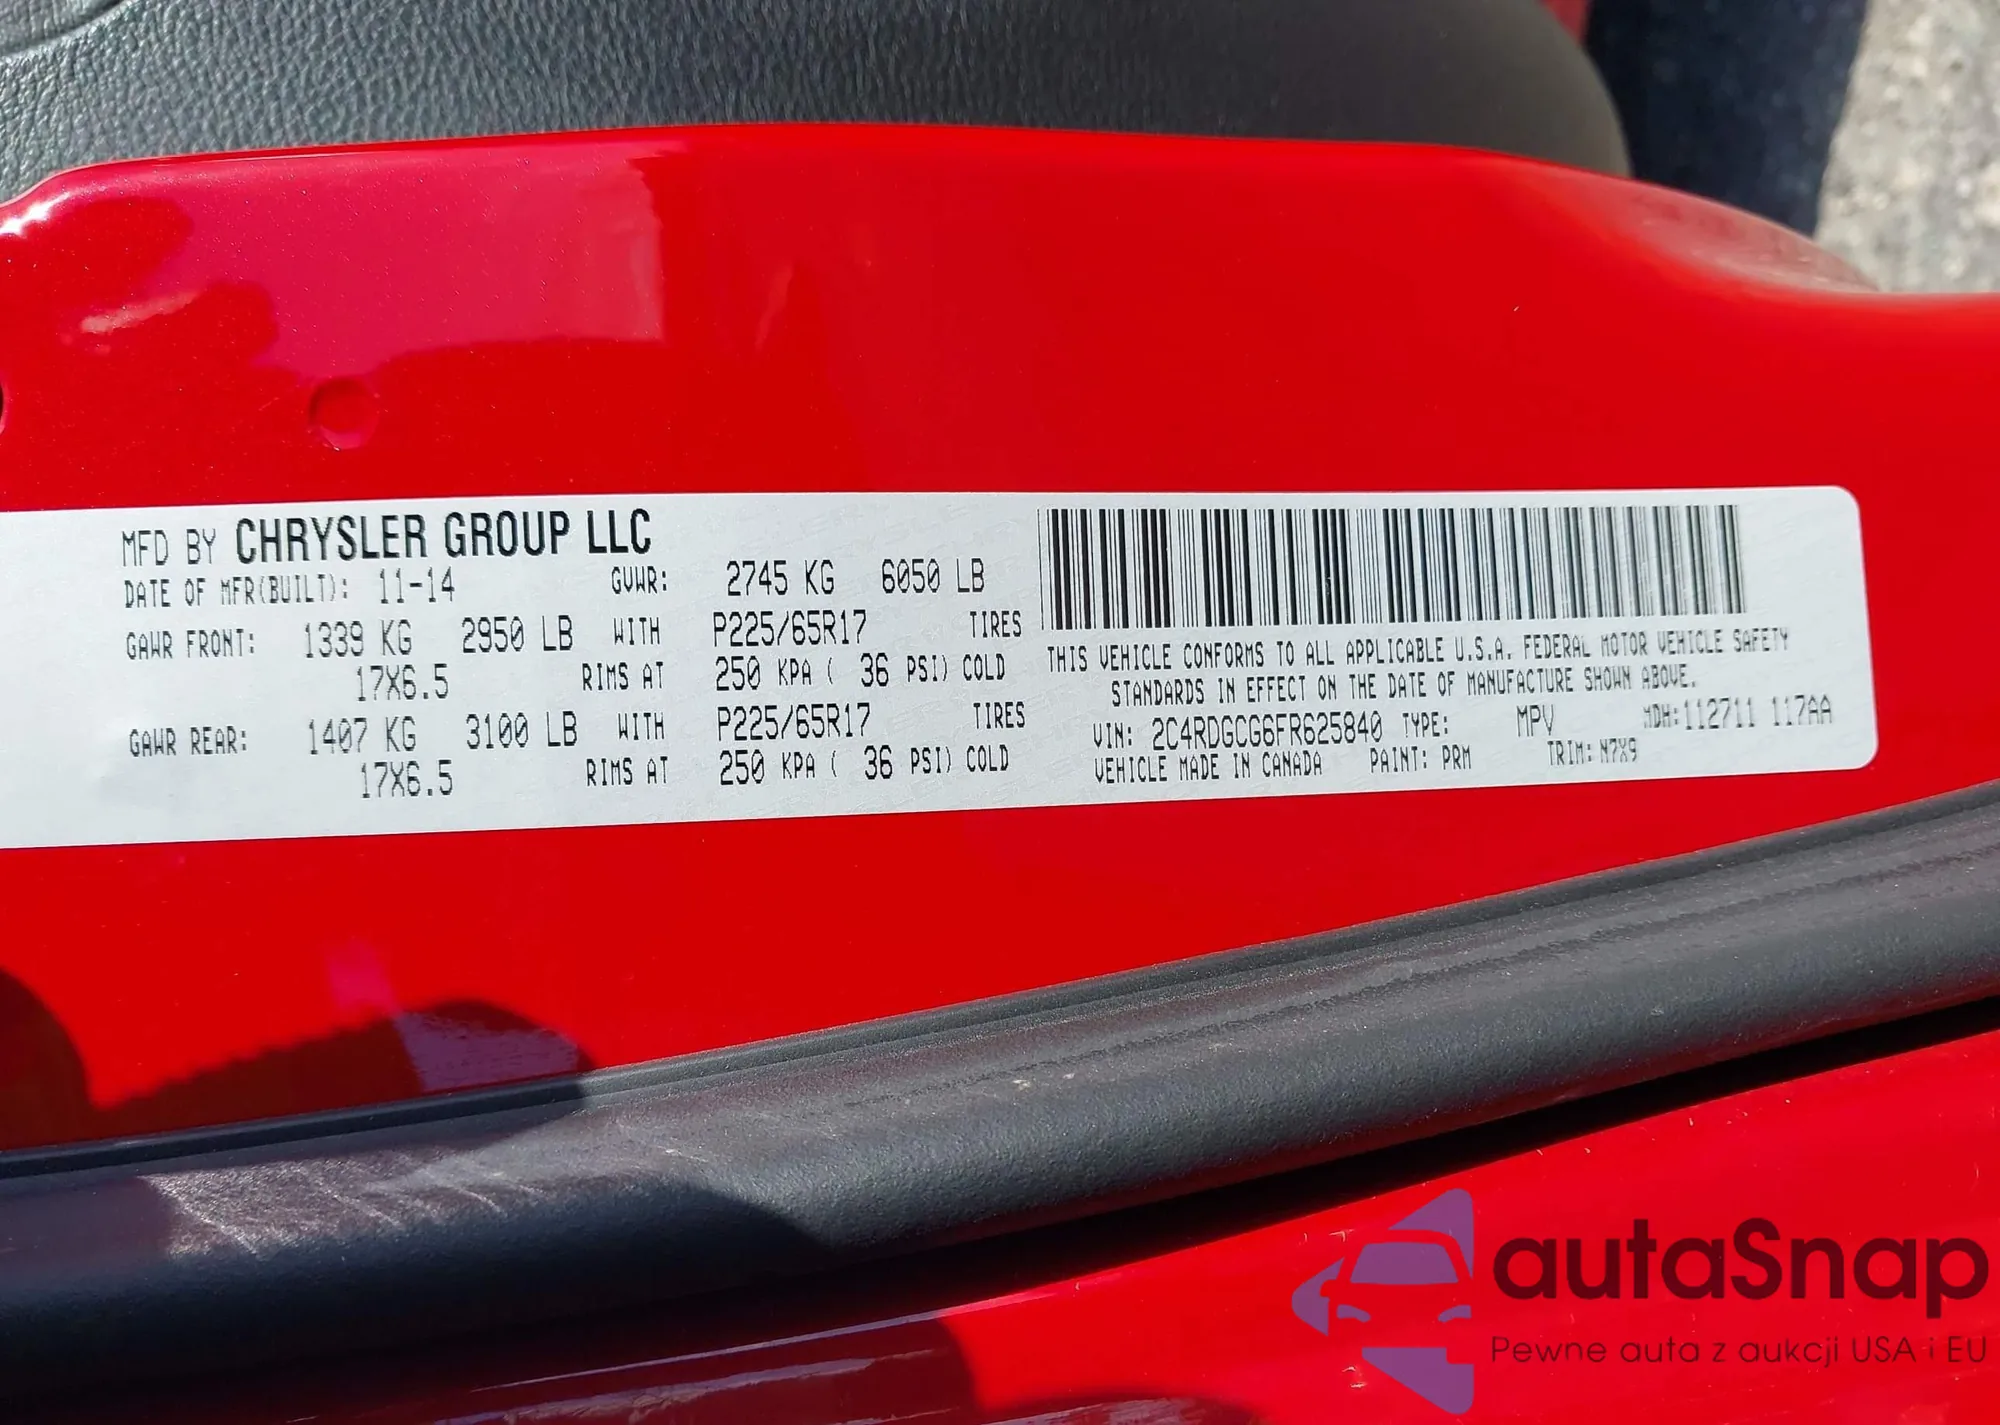 MFD BY CHRYSLER GROUP LLC
DATE OF MFR(BUILT): 11-14 GVWR: 2745 KG 6050 LB
GAWR FRONT: 1339 KG 2950 LB WITH P225/65R17 TIRES
17X6.5 RIMS AT 250 KPA ( 36 PSI) COLD
GAWR REAR: 1407 KG 3100 LB WITH P225/65R17 TIRES
17X6.5 RIMS AT 250 KPA ( 36 PSI) COLD
THIS VEHICLE CONFORMS TO ALL APPLICABLE U.S.A. FEDERAL MOTOR VEHICLE SAFETY
STANDARDS IN EFFECT ON THE DATE OF MANUFACTURE SHOWN ABOVE.
VIN: 2C4RDGCG6FR625840 TYPE: MPV MDH:112711 117AA
VEHICLE MADE IN CANADA PAINT: PRM TRIM: N7X9
autaSnap
Pewne auta z aukcji USA i EU